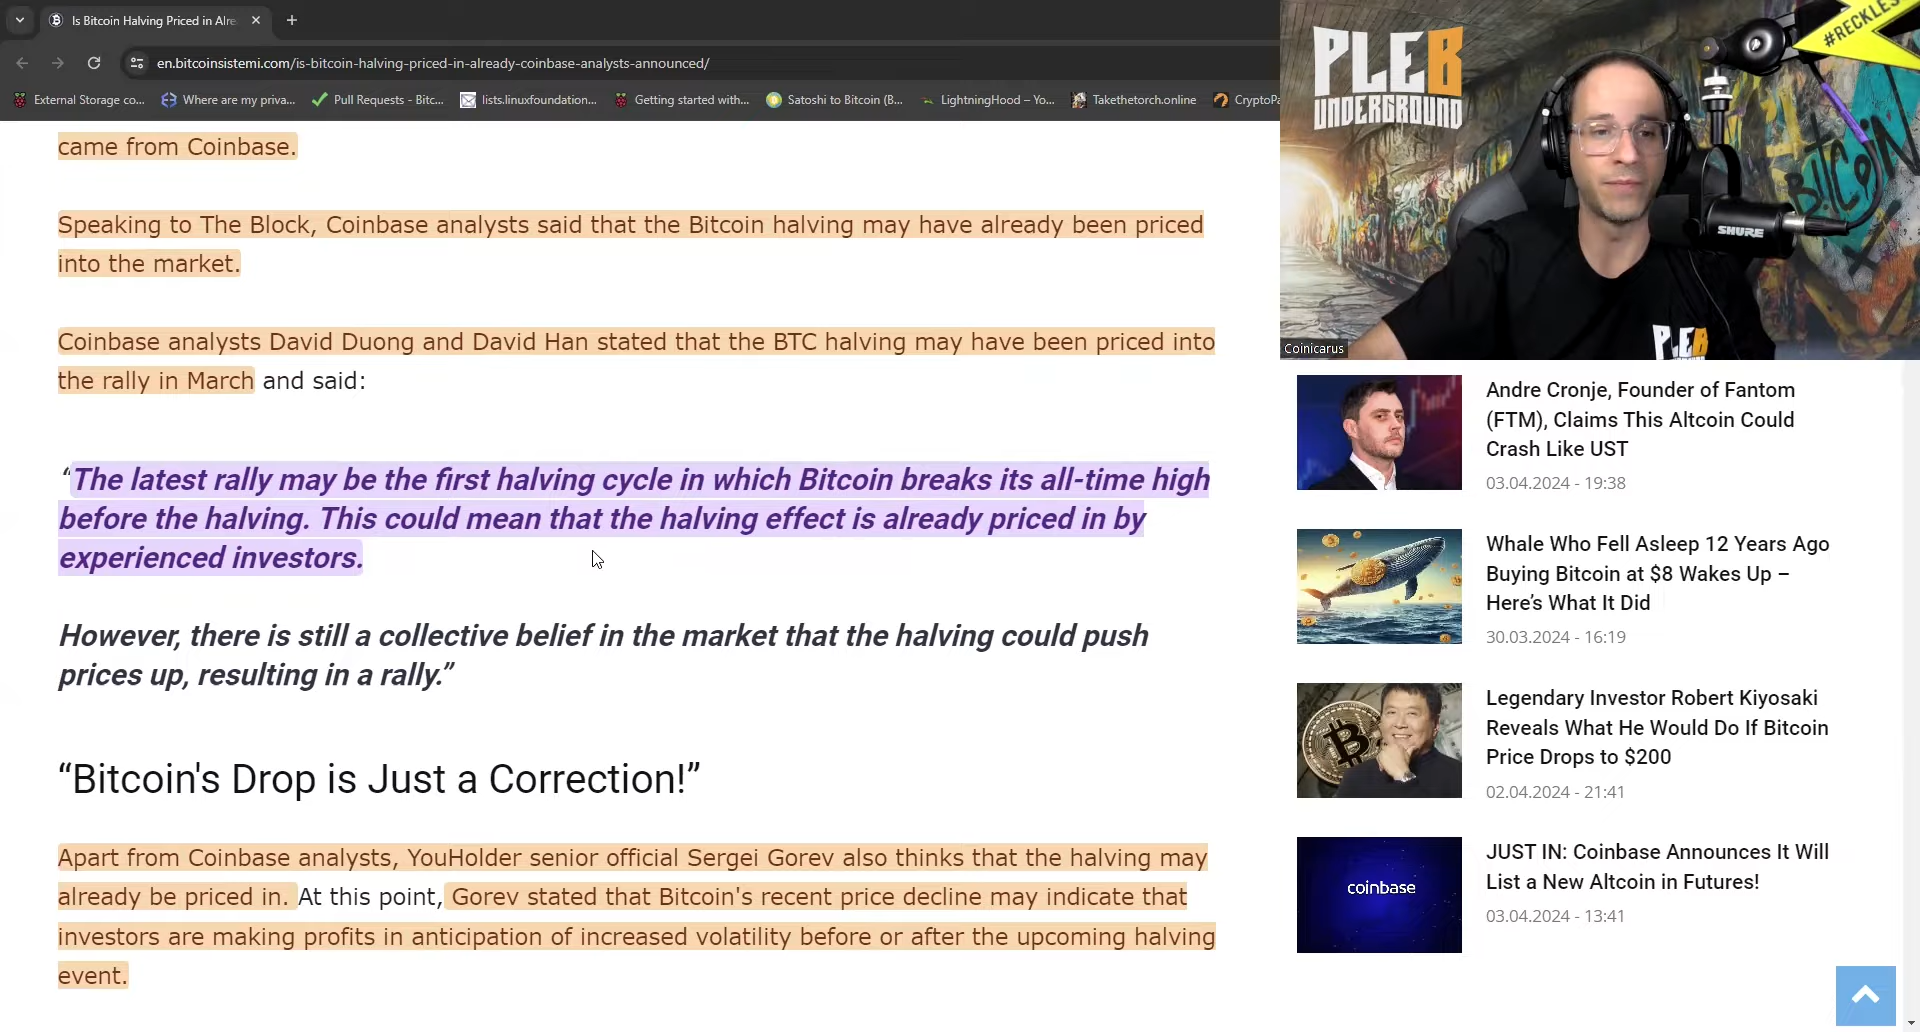 Is Bitcoin Halving Priced in Alre
en.bitcoinsistemi.com/is-bitcoin-halving-priced-in-already-coinbase-analysts-announced/
External Storage co...
Where are my priva...
Pull Requests - Bitc...
lists.linuxfoundation...
Getting started with...
Satoshi to Bitcoin (B...
LightningHood – Yo...
Takethetorch.online
CryptoPa
came from Coinbase.
Speaking to The Block, Coinbase analysts said that the Bitcoin halving may have already been priced
into the market.
Coinbase analysts David Duong and David Han stated that the BTC halving may have been priced into
the rally in March and said:
“The latest rally may be the first halving cycle in which Bitcoin breaks its all-time high
before the halving. This could mean that the halving effect is already priced in by
experienced investors.
However, there is still a collective belief in the market that the halving could push
prices up, resulting in a rally.”
“Bitcoin's Drop is Just a Correction!”
Apart from Coinbase analysts, YouHolder senior official Sergei Gorev also thinks that the halving may
already be priced in. At this point, Gorev stated that Bitcoin's recent price decline may indicate that
investors are making profits in anticipation of increased volatility before or after the upcoming halving
event.
PLEB
UNDERGROUND
#RECKLES
BITCOIN
SHURE
PLEB
Coinicarus
Andre Cronje, Founder of Fantom
(FTM), Claims This Altcoin Could
Crash Like UST
03.04.2024 - 19:38
Whale Who Fell Asleep 12 Years Ago
Buying Bitcoin at $8 Wakes Up –
Here’s What It Did
30.03.2024 - 16:19
Legendary Investor Robert Kiyosaki
Reveals What He Would Do If Bitcoin
Price Drops to $200
02.04.2024 - 21:41
coinbase
JUST IN: Coinbase Announces It Will
List a New Altcoin in Futures!
03.04.2024 - 13:41